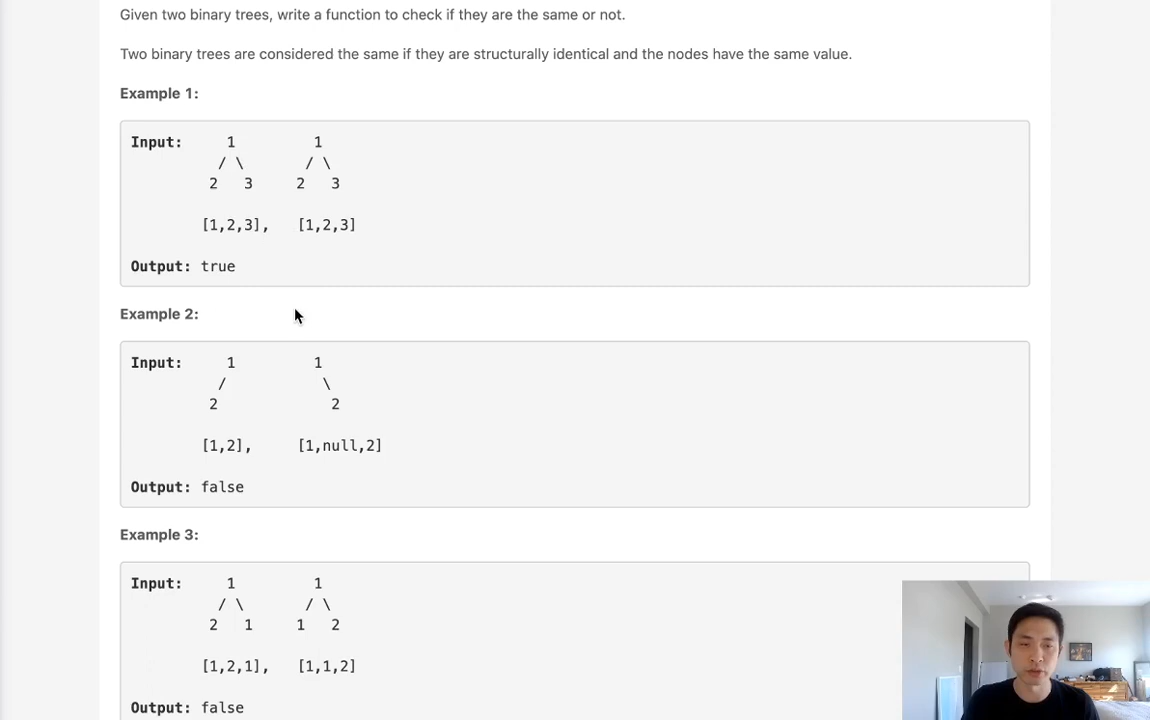 Given two binary trees, write a function to check if they are the same or not.
Two binary trees are considered the same if they are structurally identical and the nodes have the same value.
Example 1:
Input:     1         1
          / \       / \
         2   3     2   3
        [1,2,3],   [1,2,3]
Output: true
Example 2:
Input:     1         1
          /           \
         2             2
        [1,2],     [1,null,2]
Output: false
Example 3:
Input:     1         1
          / \       / \
         2   1     1   2
        [1,2,1],   [1,1,2]
Output: false